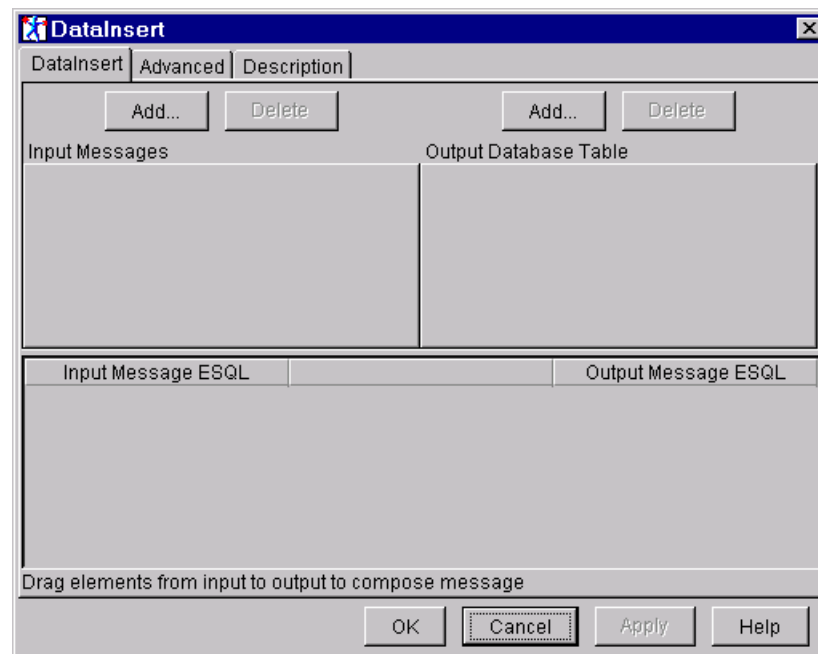 DataInsert
DataInsert Advanced Description
Add... Delete Add... Delete
Input Messages Output Database Table
Input Message ESQL Output Message ESQL
Drag elements from input to output to compose message
OK Cancel Apply Help